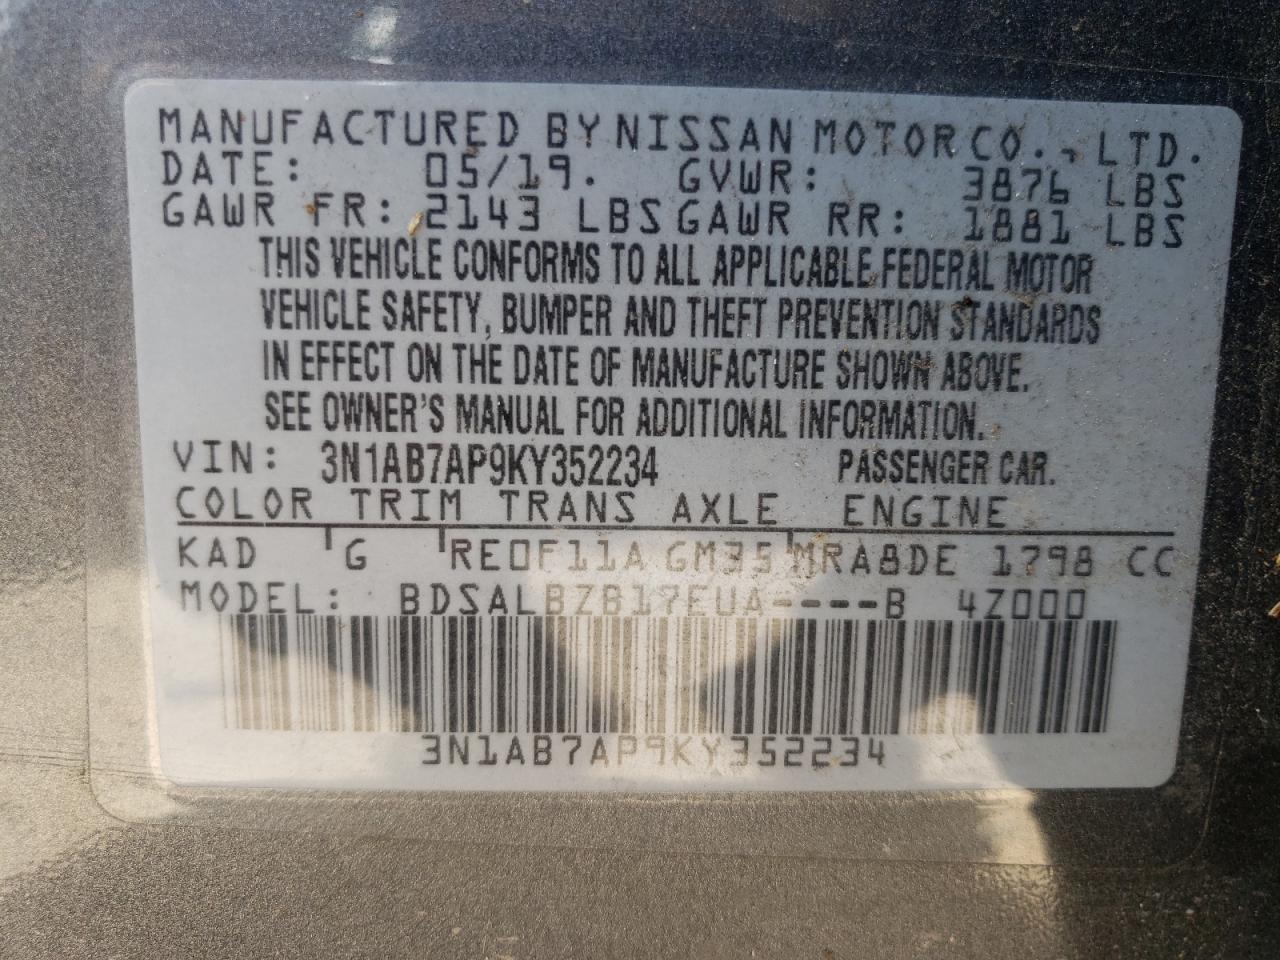 MANUFACTURED BY NISSAN MOTOR CO., LTD.
DATE: 05/19. GVWR: 3876 LBS
GAWR FR: 2143 LBS GAWR RR: 1881 LBS
THIS VEHICLE CONFORMS TO ALL APPLICABLE FEDERAL MOTOR
VEHICLE SAFETY, BUMPER AND THEFT PREVENTION STANDARDS
IN EFFECT ON THE DATE OF MANUFACTURE SHOWN ABOVE.
SEE OWNER'S MANUAL FOR ADDITIONAL INFORMATION.
VIN: 3N1AB7AP9KY352234 PASSENGER CAR.
COLOR TRIM TRANS AXLE ENGINE
KAD G RE0F11A GM35 MRA8DE 1798 CC
MODEL: BDSALBZB17EUA----B 4Z000
3N1AB7AP9KY352234